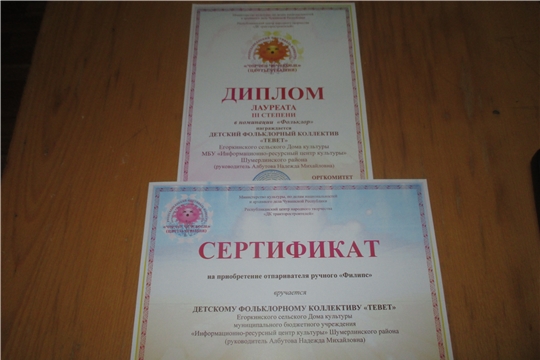 ДИПЛОМ
ЛАУРЕАТА
III СТЕПЕНИ
в номинации «Фольклор»
награждается
ДЕТСКИЙ ФОЛЬКЛОРНЫЙ КОЛЛЕКТИВ
«ТЕВЕТ»
Егоркинского сельского Дома культуры
МБУ «Информационно-ресурсный центр культуры»
Шумерлинского района
(руководитель Албутова Надежда Михайловна)
ОРГКОМИТЕТ
СЕРТИФИКАТ
на приобретение отпаривателя ручного «Филипс»
вручается
ДЕТСКОМУ ФОЛЬКЛОРНОМУ КОЛЛЕКТИВУ «ТЕВЕТ»
Егоркинского сельского Дома культуры
муниципального бюджетного учреждения
«Информационно-ресурсный центр культуры» Шумерлинского района
(руководитель Албутова Надежда Михайловна)